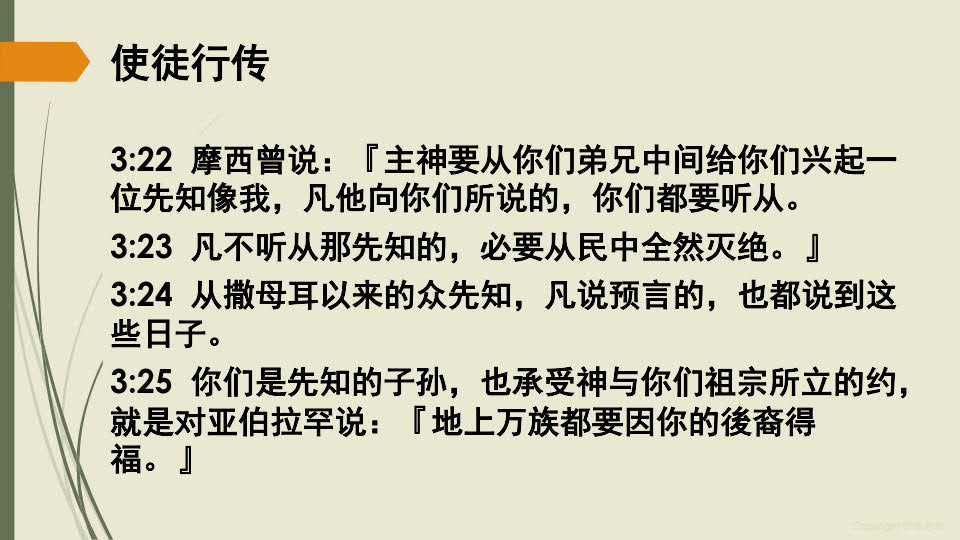 使徒行传
3:22 摩西曾说：『主神要从你们弟兄中间给你们兴起一
位先知像我，凡他向你们所说的，你们都要听从。
3:23 凡不听从那先知的，必要从民中全然灭绝。』
3:24 从撒母耳以来的众先知，凡说预言的，也都说到这
些日子。
3:25 你们是先知的子孙，也承受神与你们祖宗所立的约，
就是对亚伯拉罕说：『地上万族都要因你的後裔得
福。』
Copyright